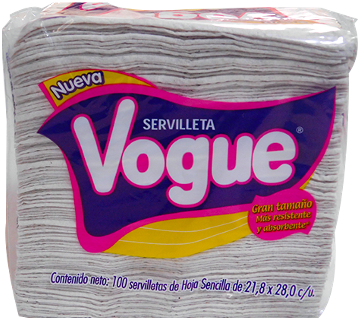 Nueva
SERVILLETA
Vogue®
Gran tamaño
Más resistente
y absorbente*
Contenido neto: 100 servilletas de Hoja Sencilla de 21,8 x 28,0 c/u.